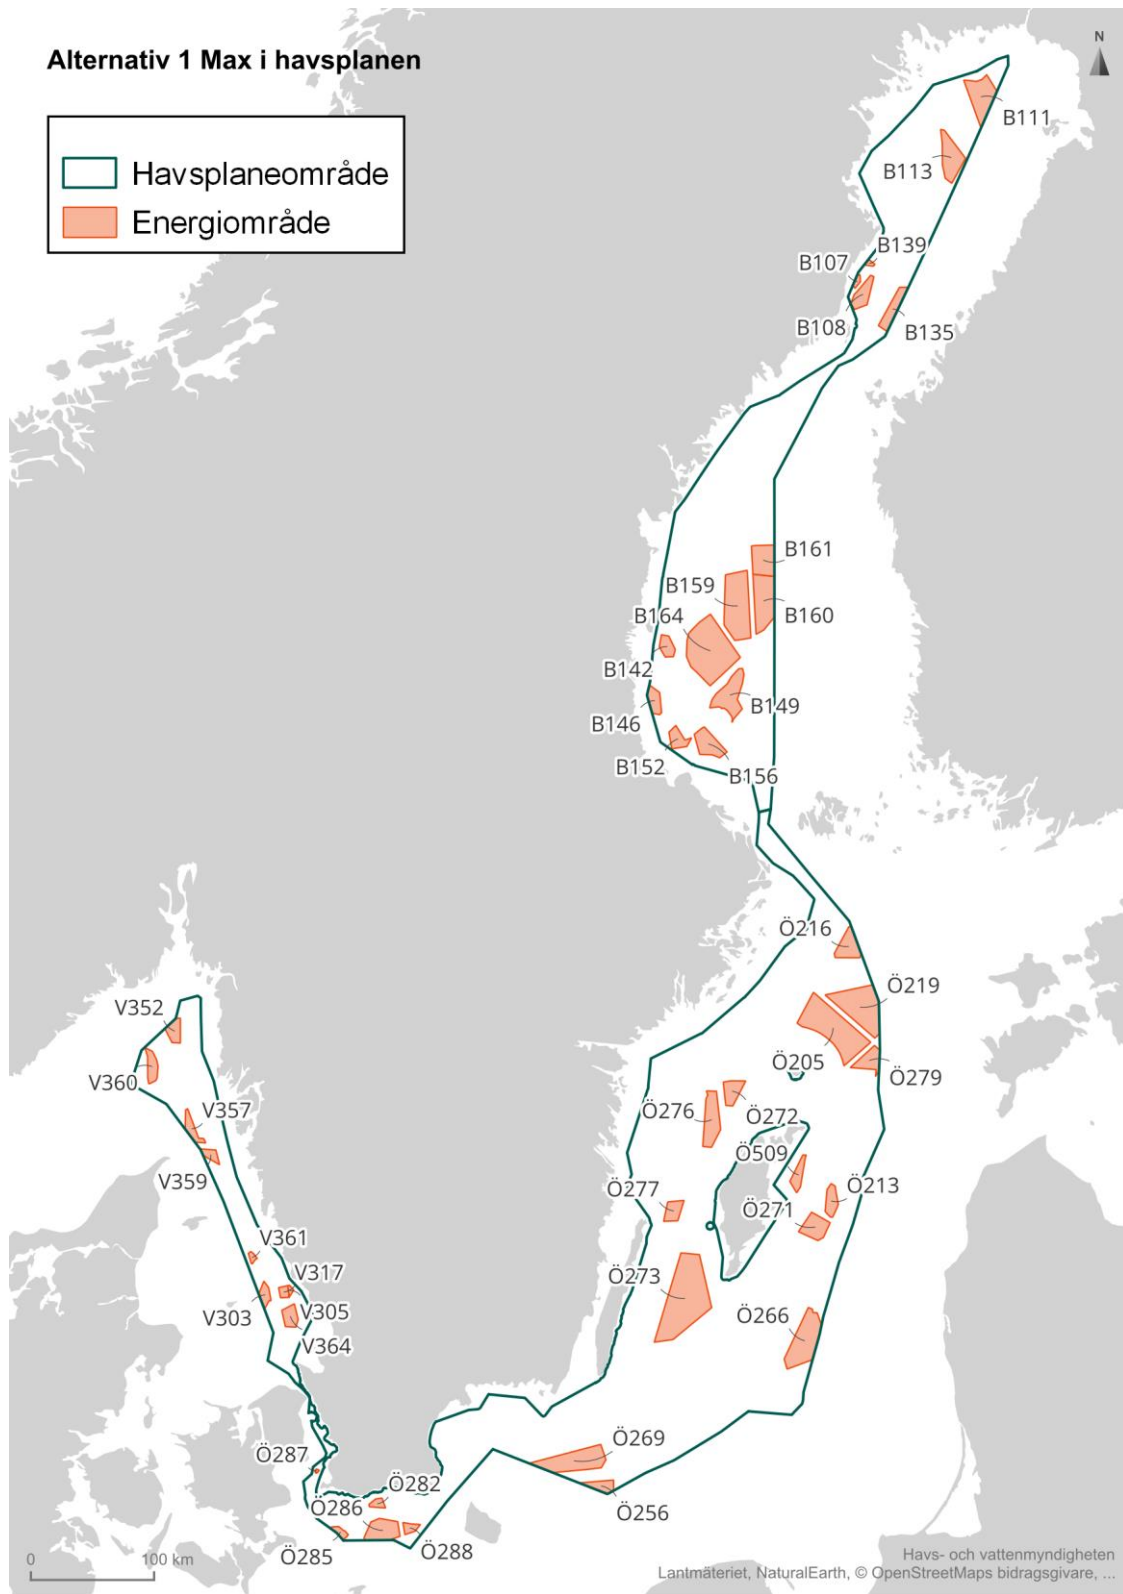 Alternativ 1 Max i havsplanen
N
Havsplaneområde
Energiområde
B111
B113
B139
B107
B108
B135
B161
B159
B160
B164
B142
B149
B146
B152
B156
Ö216
Ö219
V352
Ö205
Ö279
V360
Ö276
Ö272
V357
Ö509
V359
Ö277
Ö213
Ö271
V361
V317
Ö273
V303
V305
Ö266
V364
Ö269
Ö287
Ö282
Ö286
Ö256
Ö285
Ö288
0 100 km
Havs- och vattenmyndigheten
Lantmäteriet, NaturalEarth, © OpenStreetMaps bidragsgivare, ...